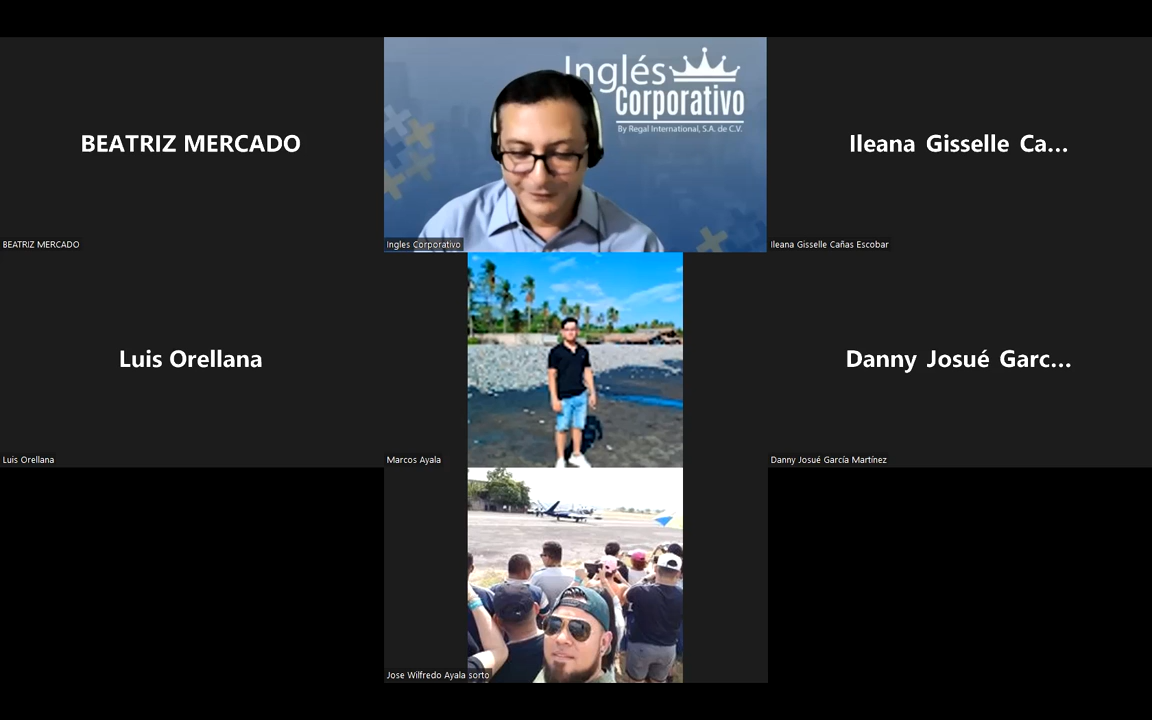 BEATRIZ MERCADO
BEATRIZ MERCADO
Inglés
Corporativo
By Regal International, S.A. de C.V.
Ingles Corporativo
Ileana Gisselle Ca...
Ileana Gisselle Cañas Escobar
Luis Orellana
Luis Orellana
Marcos Ayala
Danny Josué Garc...
Danny Josué García Martínez
Jose Wilfredo Ayala sorto